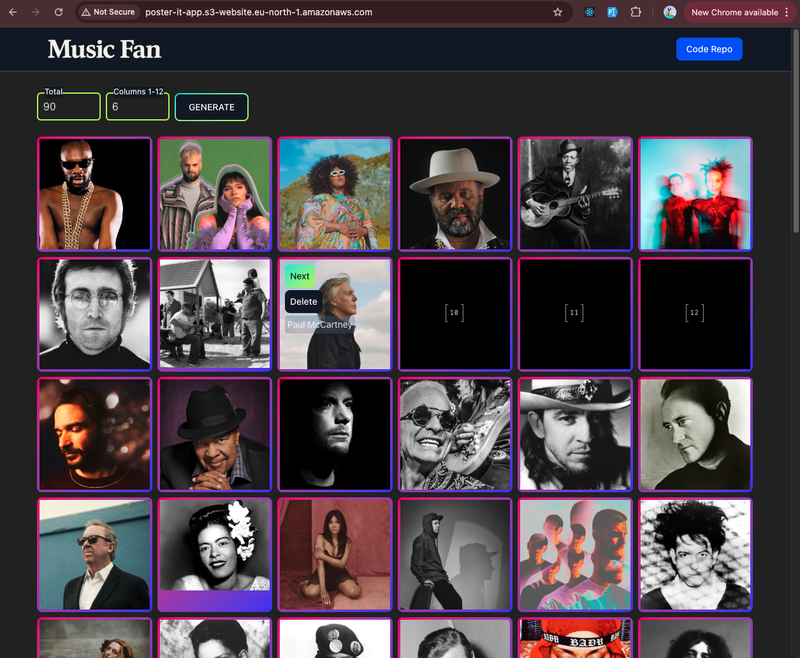 Not Secure
poster-it-app.s3-website.eu-north-1.amazonaws.com
New Chrome available
Music Fan
Code Repo
Total
90
Columns 1-12
6
GENERATE
Next
Delete
Paul McCartney
[10]
[11]
[12]
BADU